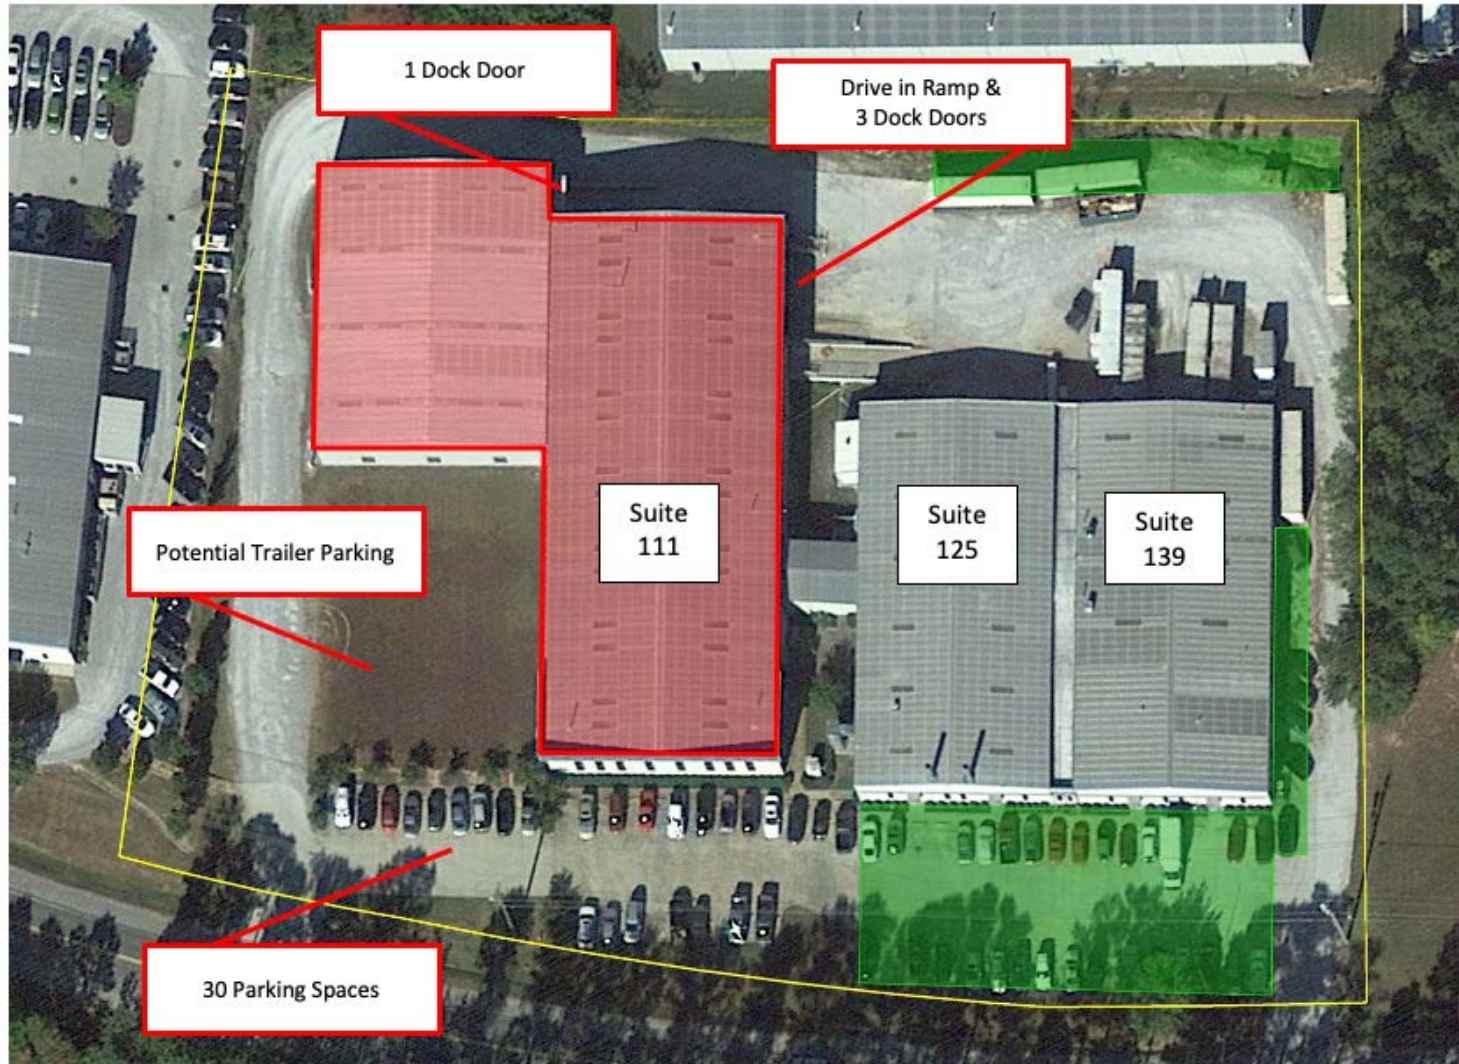 1 Dock Door
Drive in Ramp &
3 Dock Doors
Suite
111
Suite
125
Suite
139
Potential Trailer Parking
30 Parking Spaces